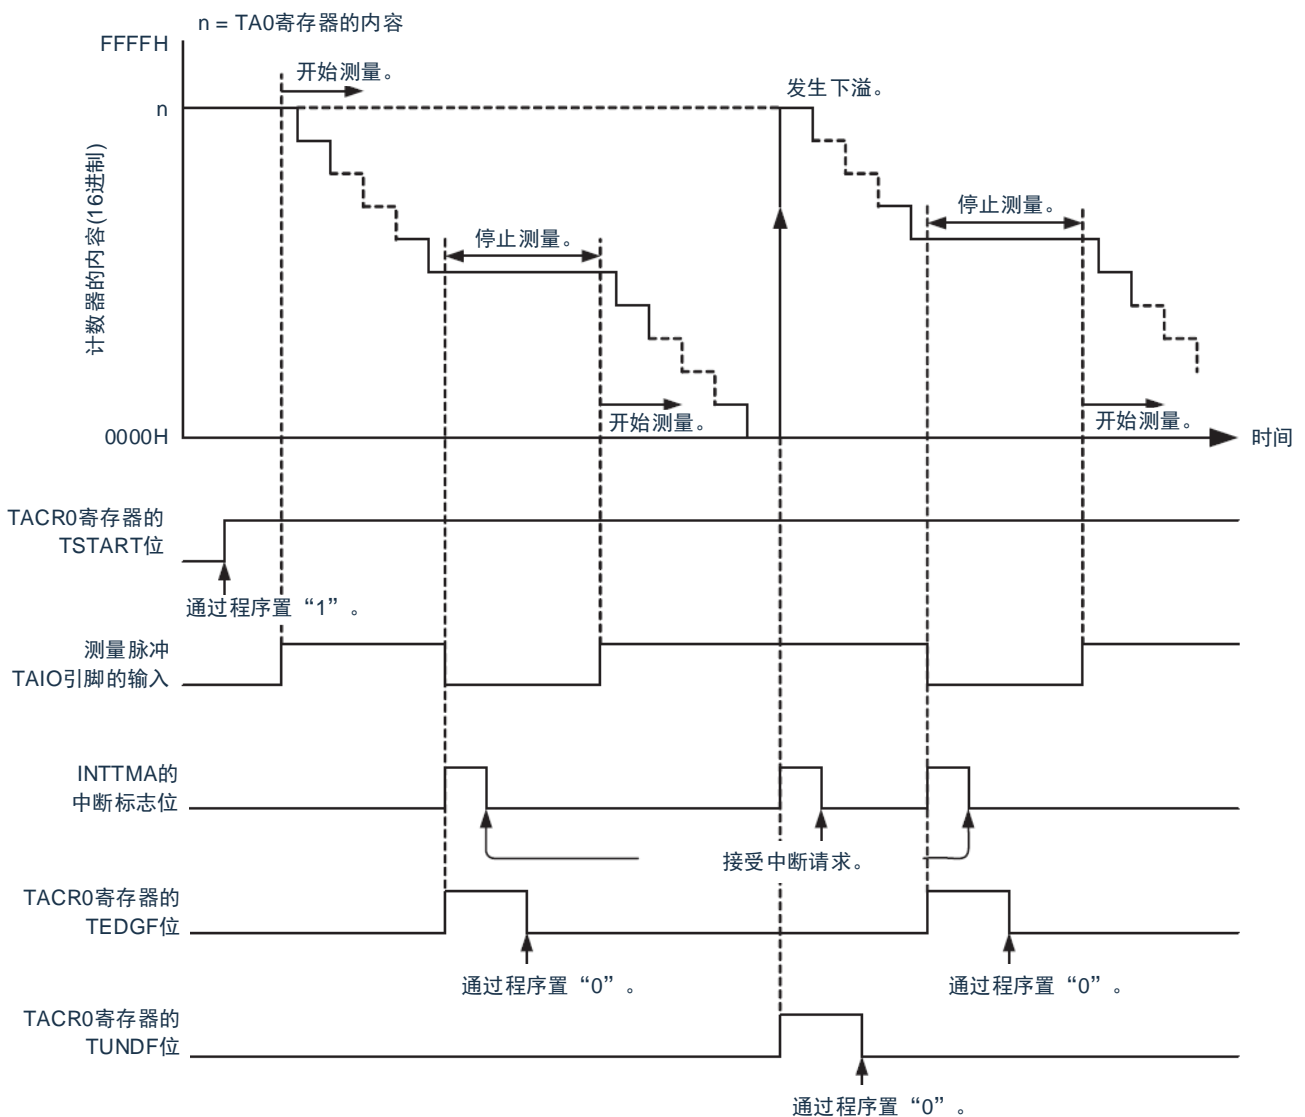 n = TA0寄存器的内容
FFFFH
开始测量。
发生下溢。
n
计数器的内容(16进制)
停止测量。
停止测量。
开始测量。
开始测量。
0000H
时间
TACR0寄存器的
TSTART位
通过程序置“1”。
测量脉冲
TAIO引脚的输入
INTTMA的
中断标志位
接受中断请求。
TACR0寄存器的
TEDGF位
通过程序置“0”。
通过程序置“0”。
TACR0寄存器的
TUNDF位
通过程序置“0”。